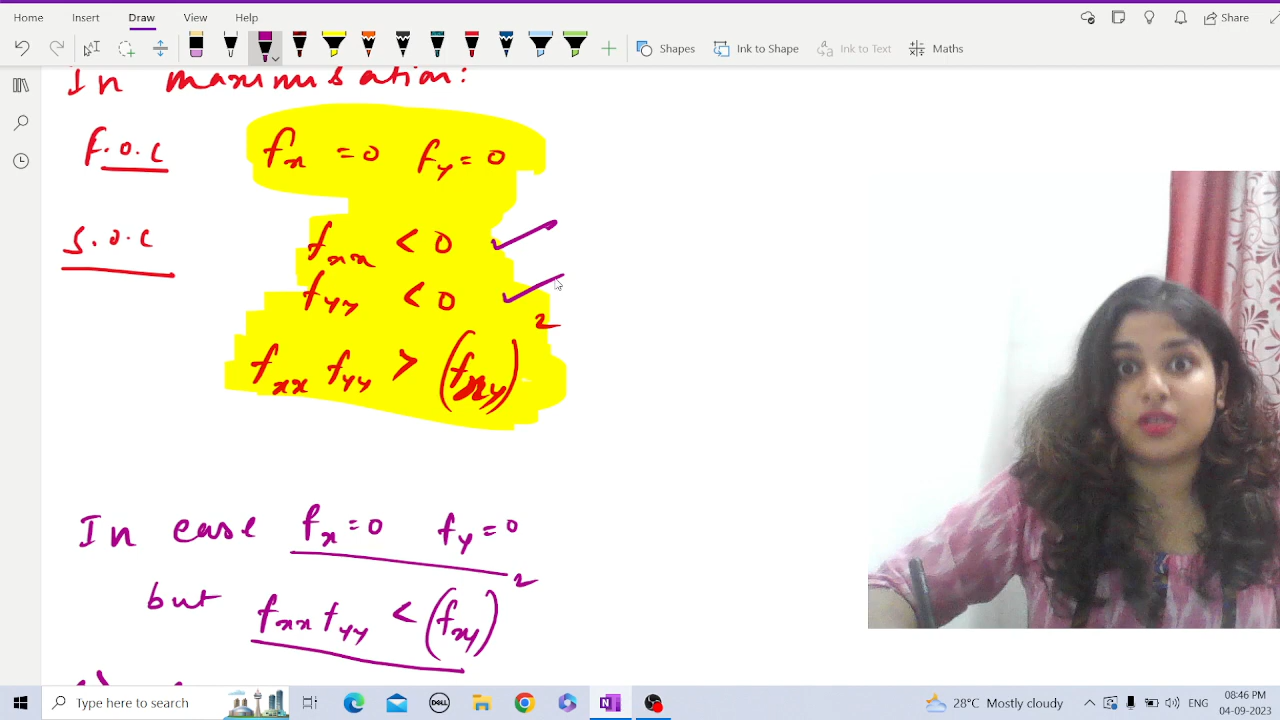 Home Insert Draw View Help Share
Shapes Ink to Shape Ink to Text Maths
In maximisation:
F.O.C fx = 0 fy = 0
S.O.C fxx < 0
fyy < 0
fxx fyy > (fxy)²
In case fx = 0 fy = 0
but fxx fyy < (fxy)²
Type here to search
DELL
28°C Mostly cloudy
ENG
8:46 PM
04-09-2023